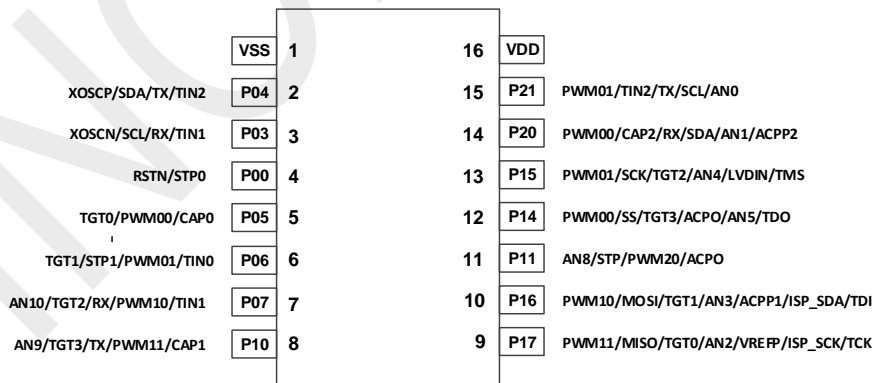 VSS 1 16 VDD
XOSCP/SDA/TX/TIN2 P04 2 15 P21 PWM01/TIN2/TX/SCL/AN0
XOSCN/SCL/RX/TIN1 P03 3 14 P20 PWM00/CAP2/RX/SDA/AN1/ACPP2
RSTN/STP0 P00 4 13 P15 PWM01/SCK/TGT2/AN4/LVDIN/TMS
TGT0/PWM00/CAP0 P05 5 12 P14 PWM00/SS/TGT3/ACPO/AN5/TDO
TGT1/STP1/PWM01/TIN0 P06 6 11 P11 AN8/STP/PWM20/ACPO
AN10/TGT2/RX/PWM10/TIN1 P07 7 10 P16 PWM10/MOSI/TGT1/AN3/ACPP1/ISP_SDA/TDI
AN9/TGT3/TX/PWM11/CAP1 P10 8 9 P17 PWM11/MISO/TGT0/AN2/VREFP/ISP_SCK/TCK